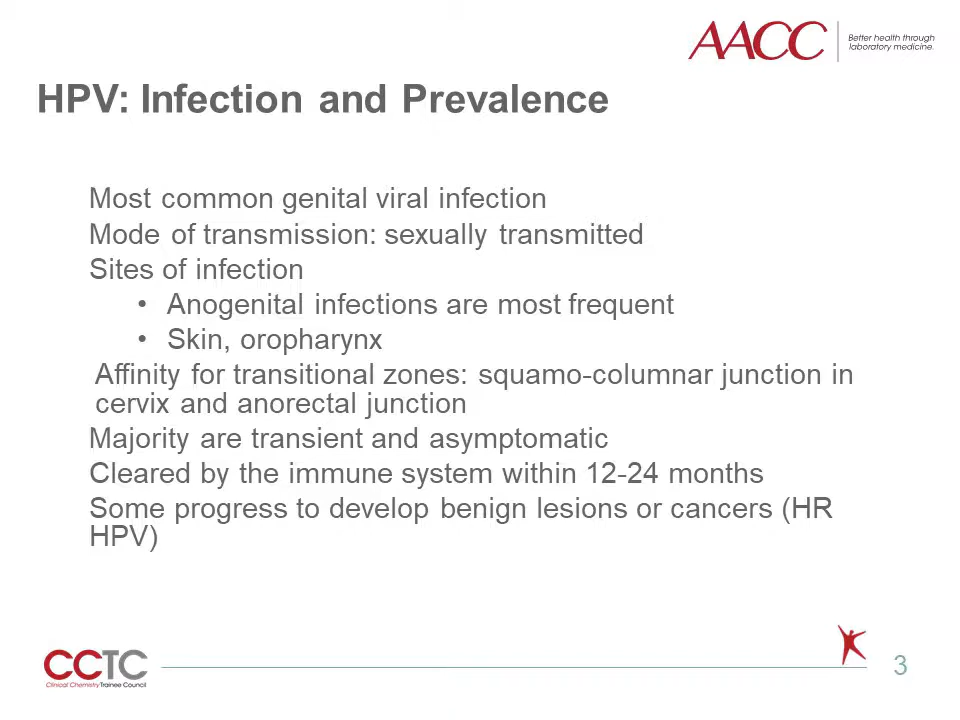 AACC
Better health through
laboratory medicine.
HPV: Infection and Prevalence
Most common genital viral infection
Mode of transmission: sexually transmitted
Sites of infection
• Anogenital infections are most frequent
• Skin, oropharynx
Affinity for transitional zones: squamo-columnar junction in
cervix and anorectal junction
Majority are transient and asymptomatic
Cleared by the immune system within 12-24 months
Some progress to develop benign lesions or cancers (HR
HPV)
CCTC
Clinical Chemistry Trainee Council
3